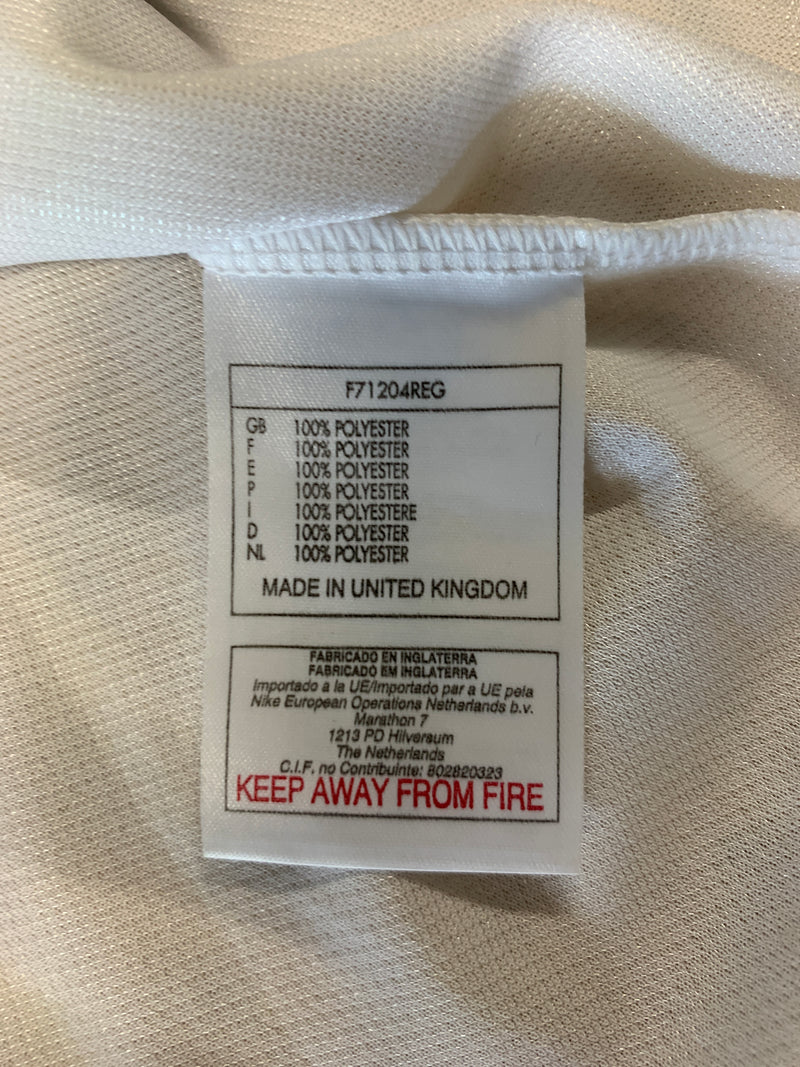 F71204REG
GB 100% POLYESTER
F 100% POLYESTER
E 100% POLYESTER
P 100% POLYESTER
I 100% POLYESTERE
D 100% POLYESTER
NL 100% POLYESTER
MADE IN UNITED KINGDOM
FABRICADO EN INGLATERRA
FABRICADO EM INGLATERRA
Importado a la UE/Importado par a UE pela
Nike European Operations Netherlands b.v.
Marathon 7
1213 PD Hilversum
The Netherlands
C.I.F. no Contribuinte: 802820323
KEEP AWAY FROM FIRE